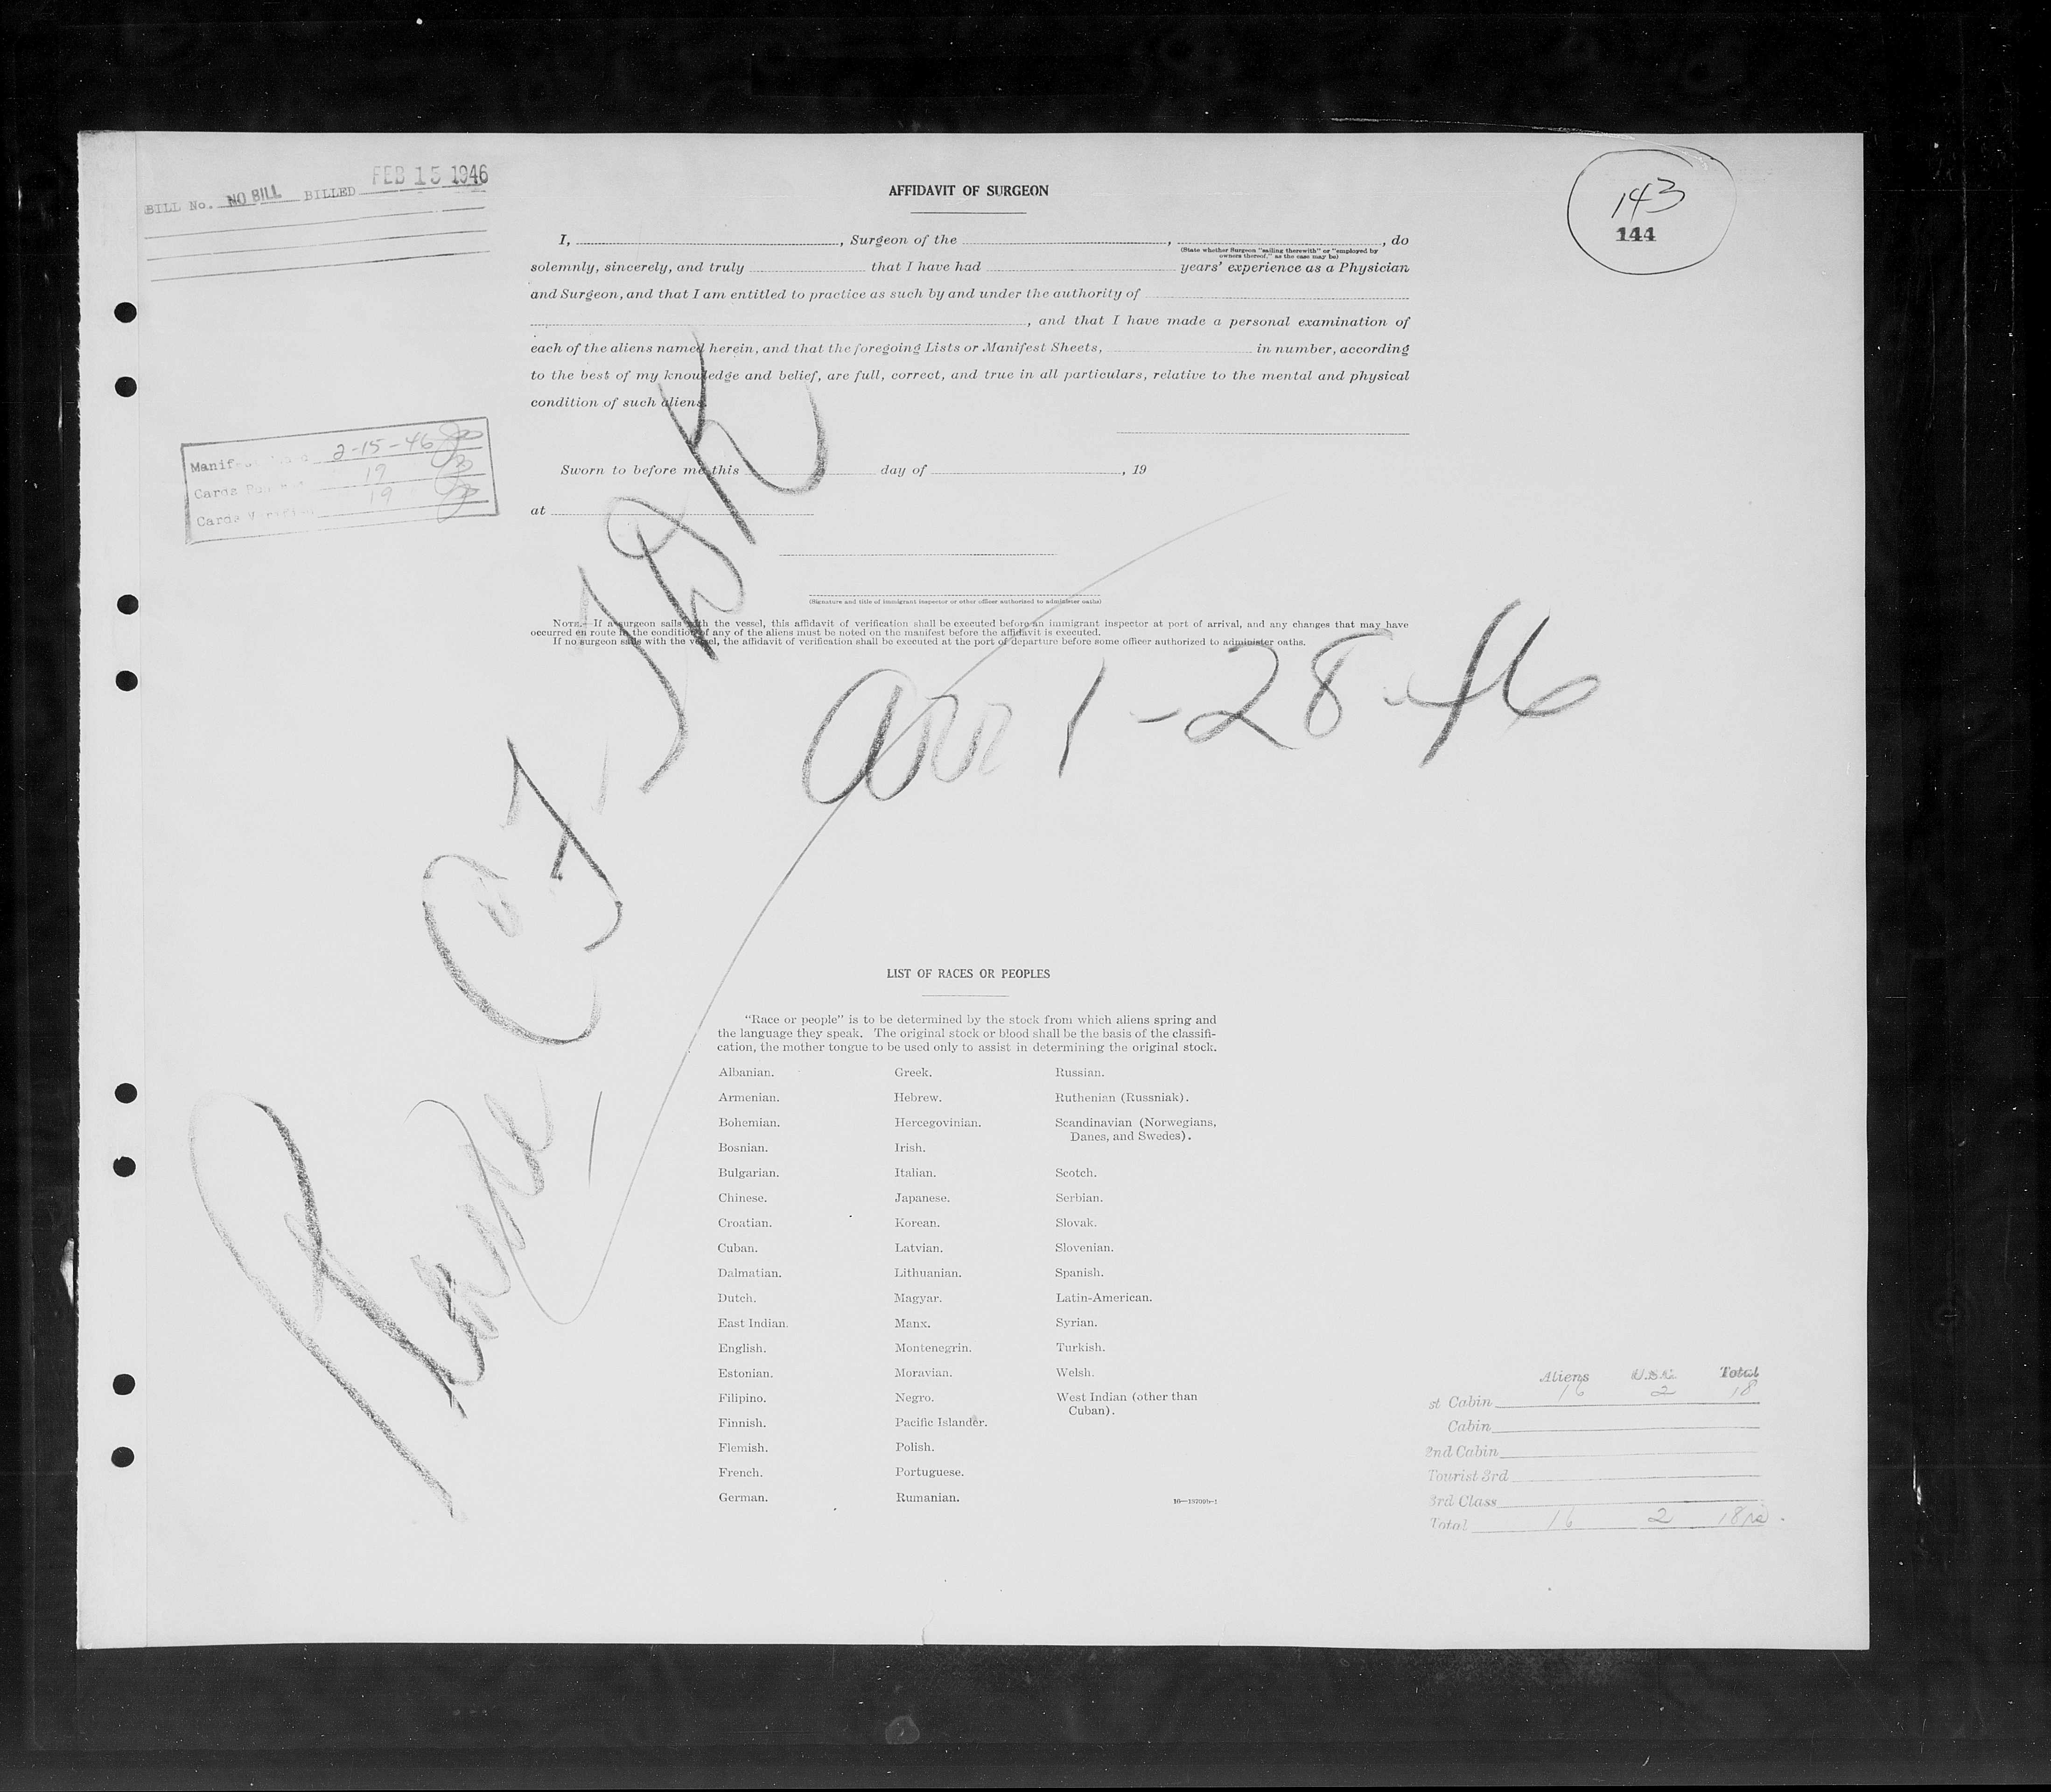 BILL No. NO BILL BILLED FEB 15 1946
143
144
AFFIDAVIT OF SURGEON
I, , Surgeon of the , , do
(State whether Surgeon "sailing therewith" or "employed by
owners thereof," as the case may be)
solemnly, sincerely, and truly that I have had years' experience as a Physician
and Surgeon, and that I am entitled to practice as such by and under the authority of
, and that I have made a personal examination of
each of the aliens named herein, and that the foregoing Lists or Manifest Sheets, in number, according
to the best of my knowledge and belief, are full, correct, and true in all particulars, relative to the mental and physical
condition of such aliens.
2-15-46
Cards 17
Cards 19
Sworn to before me this day of , 19
at
(Signature and title of immigrant inspector or other officer authorized to administer oaths)
NOTE.—If a surgeon sails with the vessel, this affidavit of verification shall be executed before an immigrant inspector at port of arrival, and any changes that may have
occurred en route in the condition of any of the aliens must be noted on the manifest before the affidavit is executed.
If no surgeon sails with the vessel, the affidavit of verification shall be executed at the port of departure before some officer authorized to administer oaths.
Plane
arr 1-28-46
LIST OF RACES OR PEOPLES
"Race or people" is to be determined by the stock from which aliens spring and
the language they speak. The original stock or blood shall be the basis of the classifi-
cation, the mother tongue to be used only to assist in determining the original stock.
Albanian.
Armenian.
Bohemian.
Bosnian.
Bulgarian.
Chinese.
Croatian.
Cuban.
Dalmatian.
Dutch.
East Indian.
English.
Estonian.
Filipino.
Finnish.
Flemish.
French.
German.
Greek.
Hebrew.
Hercegovinian.
Irish.
Italian.
Japanese.
Korean.
Latvian.
Lithuanian.
Magyar.
Manx.
Montenegrin.
Moravian.
Negro.
Pacific Islander.
Polish.
Portuguese.
Rumanian.
Russian.
Ruthenian (Russniak).
Scandinavian (Norwegians,
Danes, and Swedes).
Scotch.
Serbian.
Slovak.
Slovenian.
Spanish.
Latin-American.
Syrian.
Turkish.
Welsh.
West Indian (other than
Cuban).
Aliens Total
st Cabin 16 2 18
Cabin
2nd Cabin
Tourist 3rd
3rd Class
Total 16 2 18